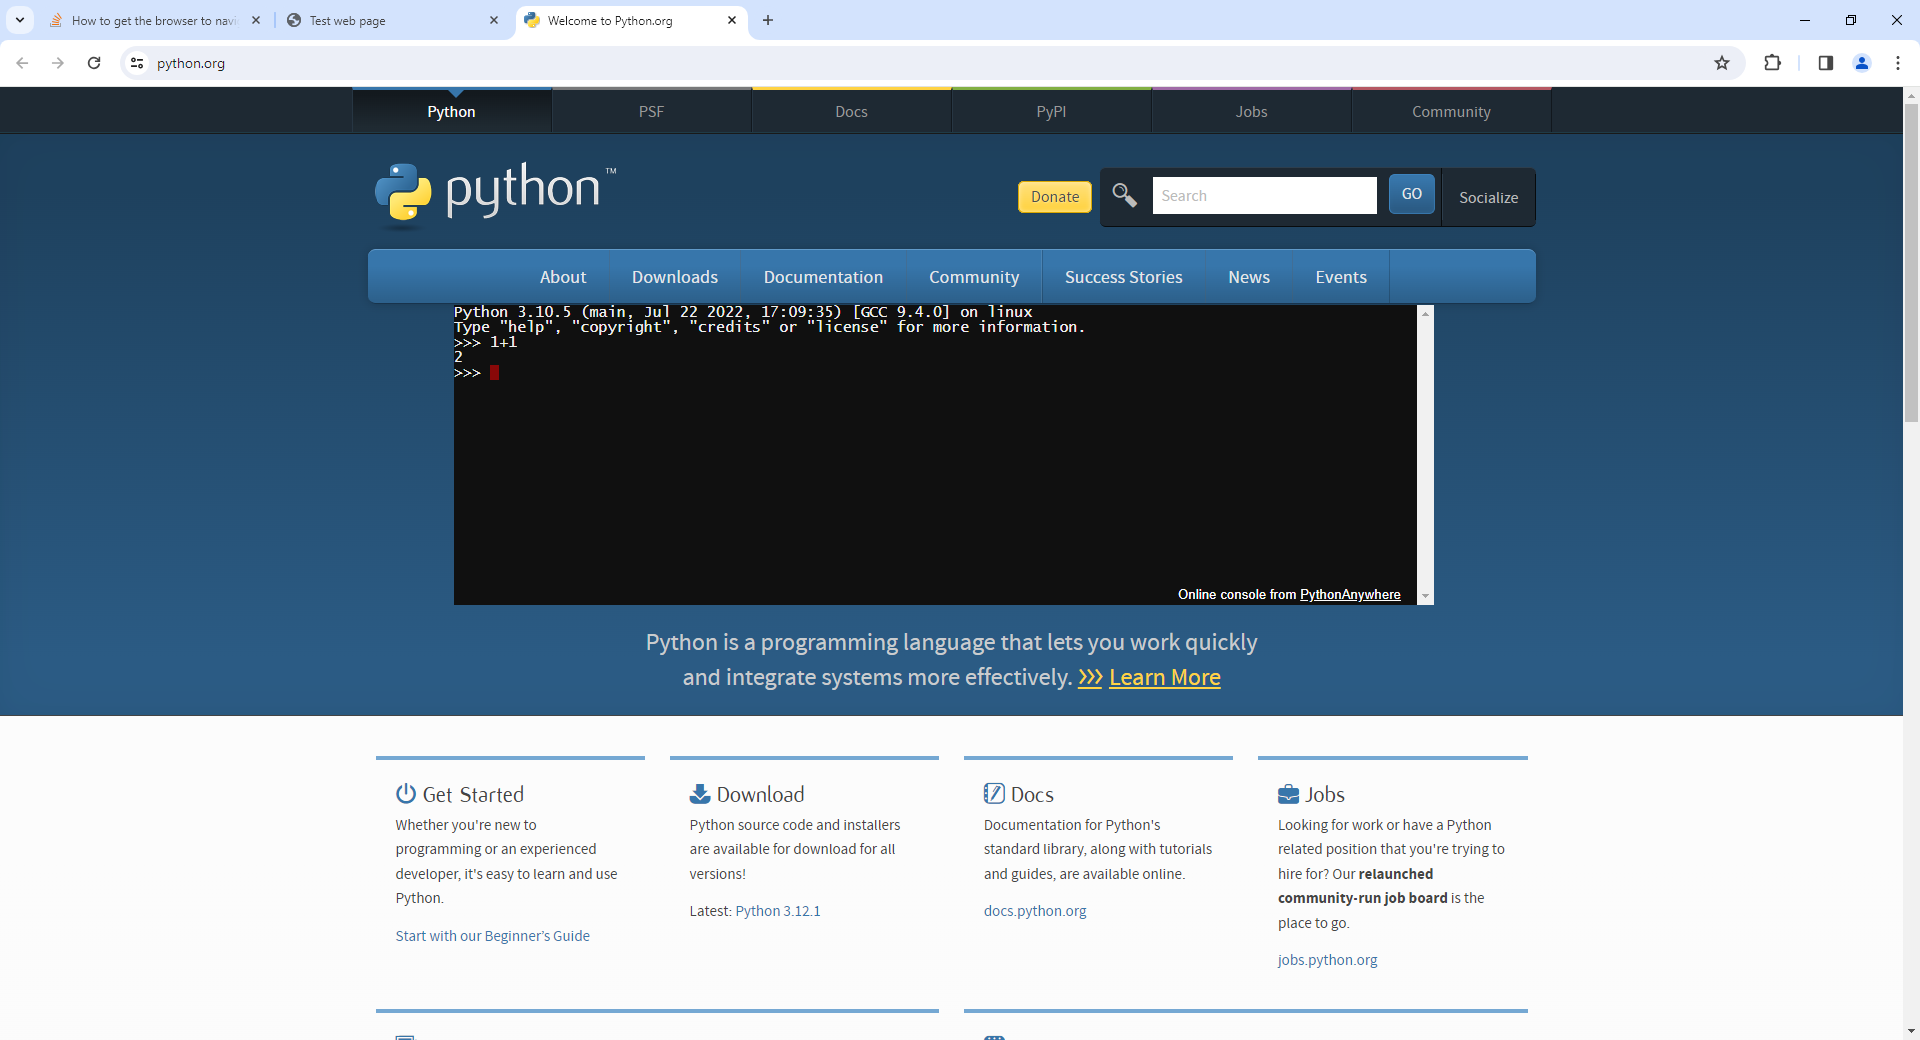 How to get the browser to navi
Test web page
Welcome to Python.org
python.org
Python
PSF
Docs
PyPI
Jobs
Community
python™
Donate
Search
GO
Socialize
About
Downloads
Documentation
Community
Success Stories
News
Events
Python 3.10.5 (main, Jul 22 2022, 17:09:35) [GCC 9.4.0] on linux
Type "help", "copyright", "credits" or "license" for more information.
>>> 1+1
2
>>>
Online console from PythonAnywhere
Python is a programming language that lets you work quickly
and integrate systems more effectively. >>> Learn More
Get Started
Whether you're new to
programming or an experienced
developer, it's easy to learn and use
Python.
Start with our Beginner’s Guide
Download
Python source code and installers
are available for download for all
versions!
Latest: Python 3.12.1
Docs
Documentation for Python's
standard library, along with tutorials
and guides, are available online.
docs.python.org
Jobs
Looking for work or have a Python
related position that you're trying to
hire for? Our relaunched
community-run job board is the
place to go.
jobs.python.org